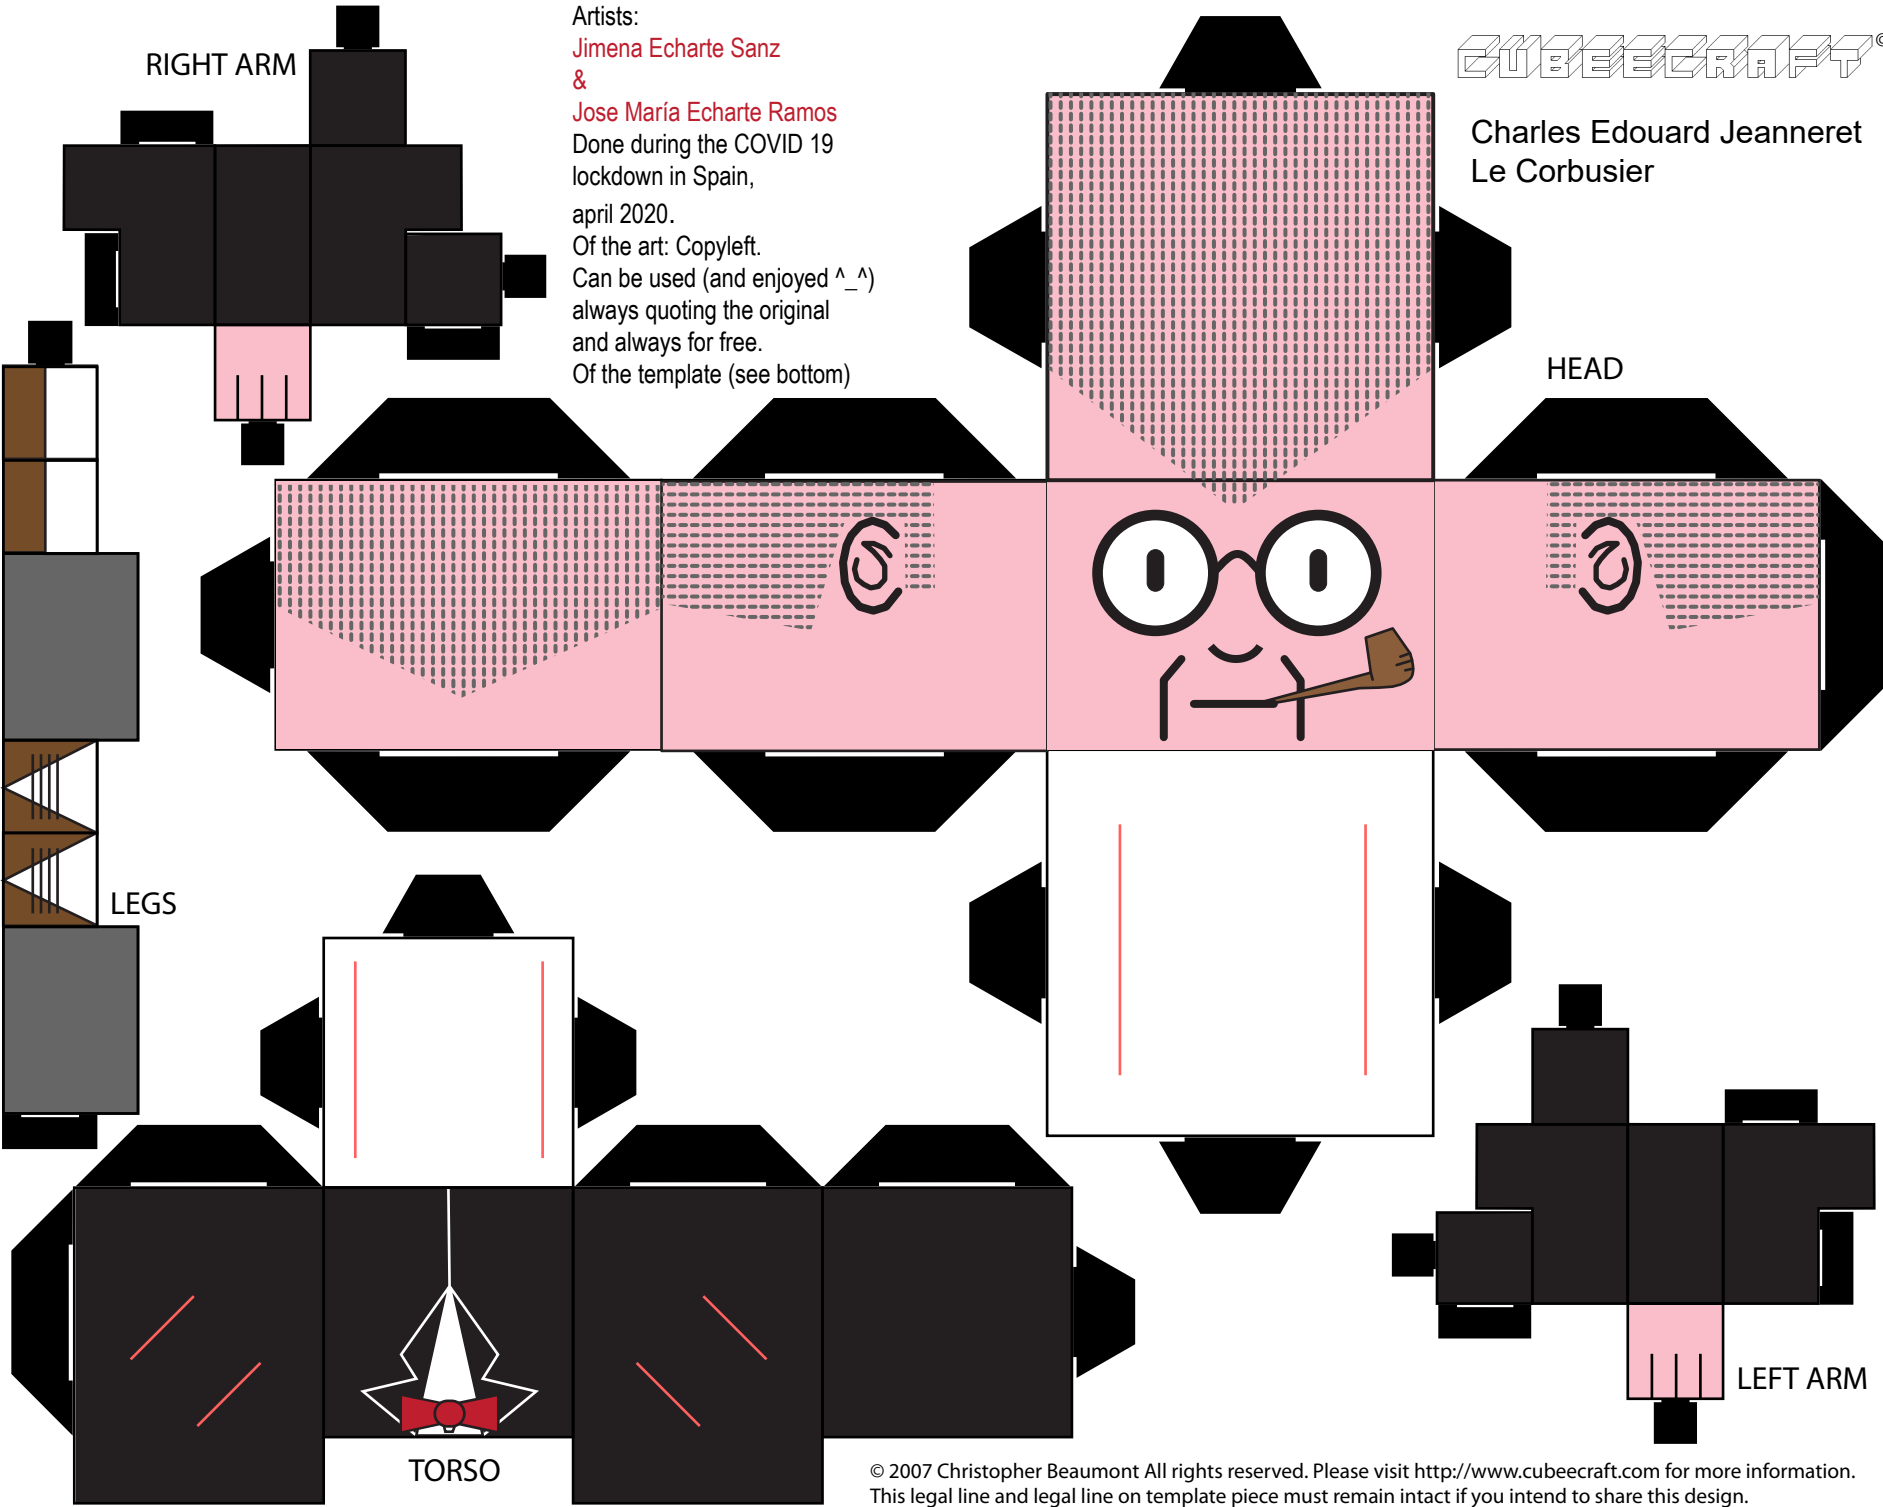 RIGHT ARM
Artists:
Jimena Echarte Sanz
&
Jose María Echarte Ramos
Done during the COVID 19
lockdown in Spain,
april 2020.
Of the art: Copyleft.
Can be used (and enjoyed ^_^)
always quoting the original
and always for free.
Of the template (see bottom)
CUBEECRAFT©
Charles Edouard Jeanneret
Le Corbusier
HEAD
LEGS
LEFT ARM
TORSO
© 2007 Christopher Beaumont All rights reserved. Please visit http://www.cubeecraft.com for more information.
This legal line and legal line on template piece must remain intact if you intend to share this design.